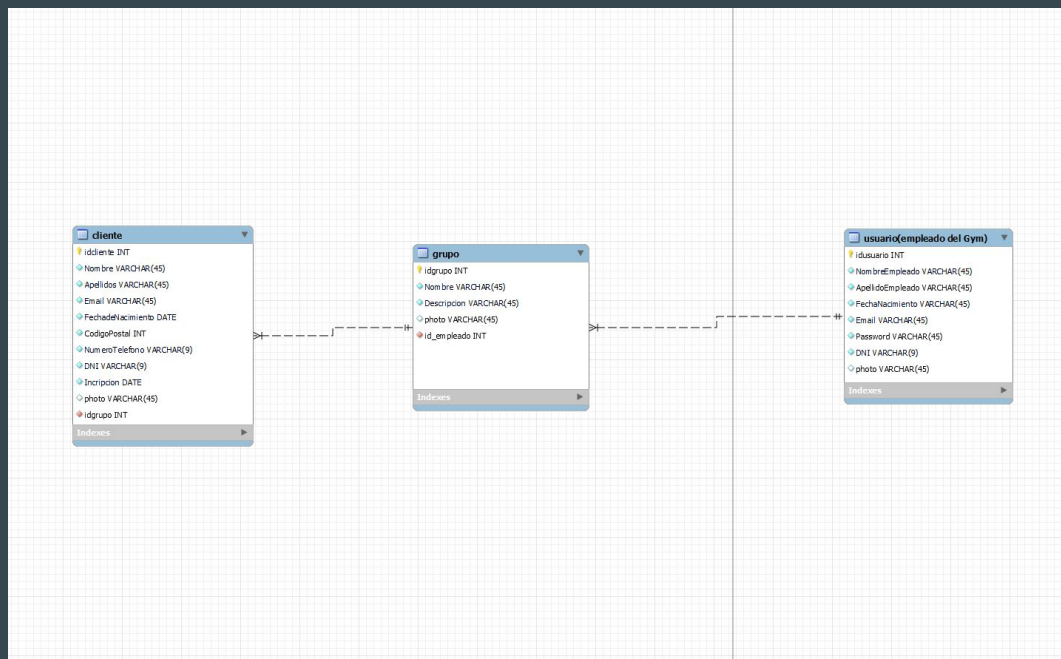 cliente
idcliente INT
Nombre VARCHAR(45)
Apellidos VARCHAR(45)
Email VARCHAR(45)
FechadeNacimiento DATE
CodigoPostal INT
NumeroTelefono VARCHAR(9)
DNI VARCHAR(9)
Incripcion DATE
photo VARCHAR(45)
idgrupo INT
Indexes
grupo
idgrupo INT
Nombre VARCHAR(45)
Descripcion VARCHAR(45)
photo VARCHAR(45)
id_empleado INT
Indexes
usuario(empleado del Gym)
idusuario INT
NombreEmpleado VARCHAR(45)
ApellidoEmpleado VARCHAR(45)
FechaNacimiento VARCHAR(45)
Email VARCHAR(45)
Password VARCHAR(45)
DNI VARCHAR(9)
photo VARCHAR(45)
Indexes